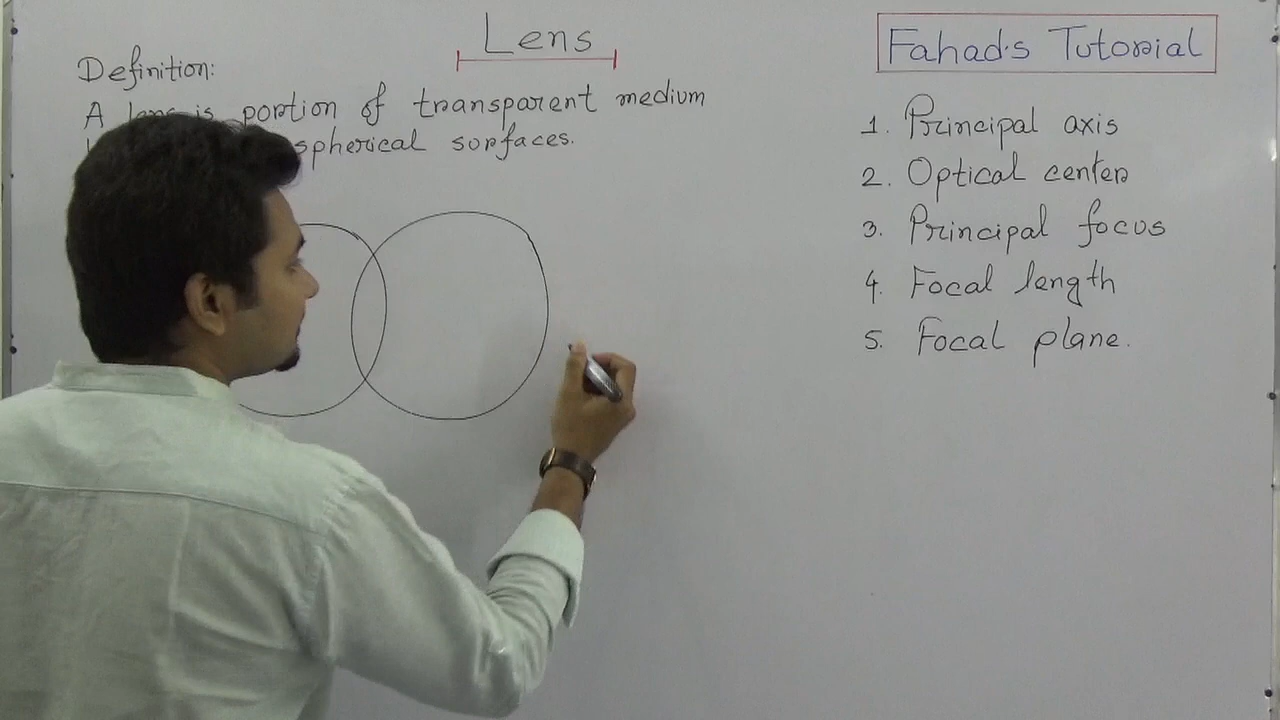 Lens
Fahad's Tutorial
Definition:
A lens is portion of transparent medium
spherical sorfaces.
1. Principal axis
2. Optical center
3. Principal focus
4. Focal length
5. Focal plane.